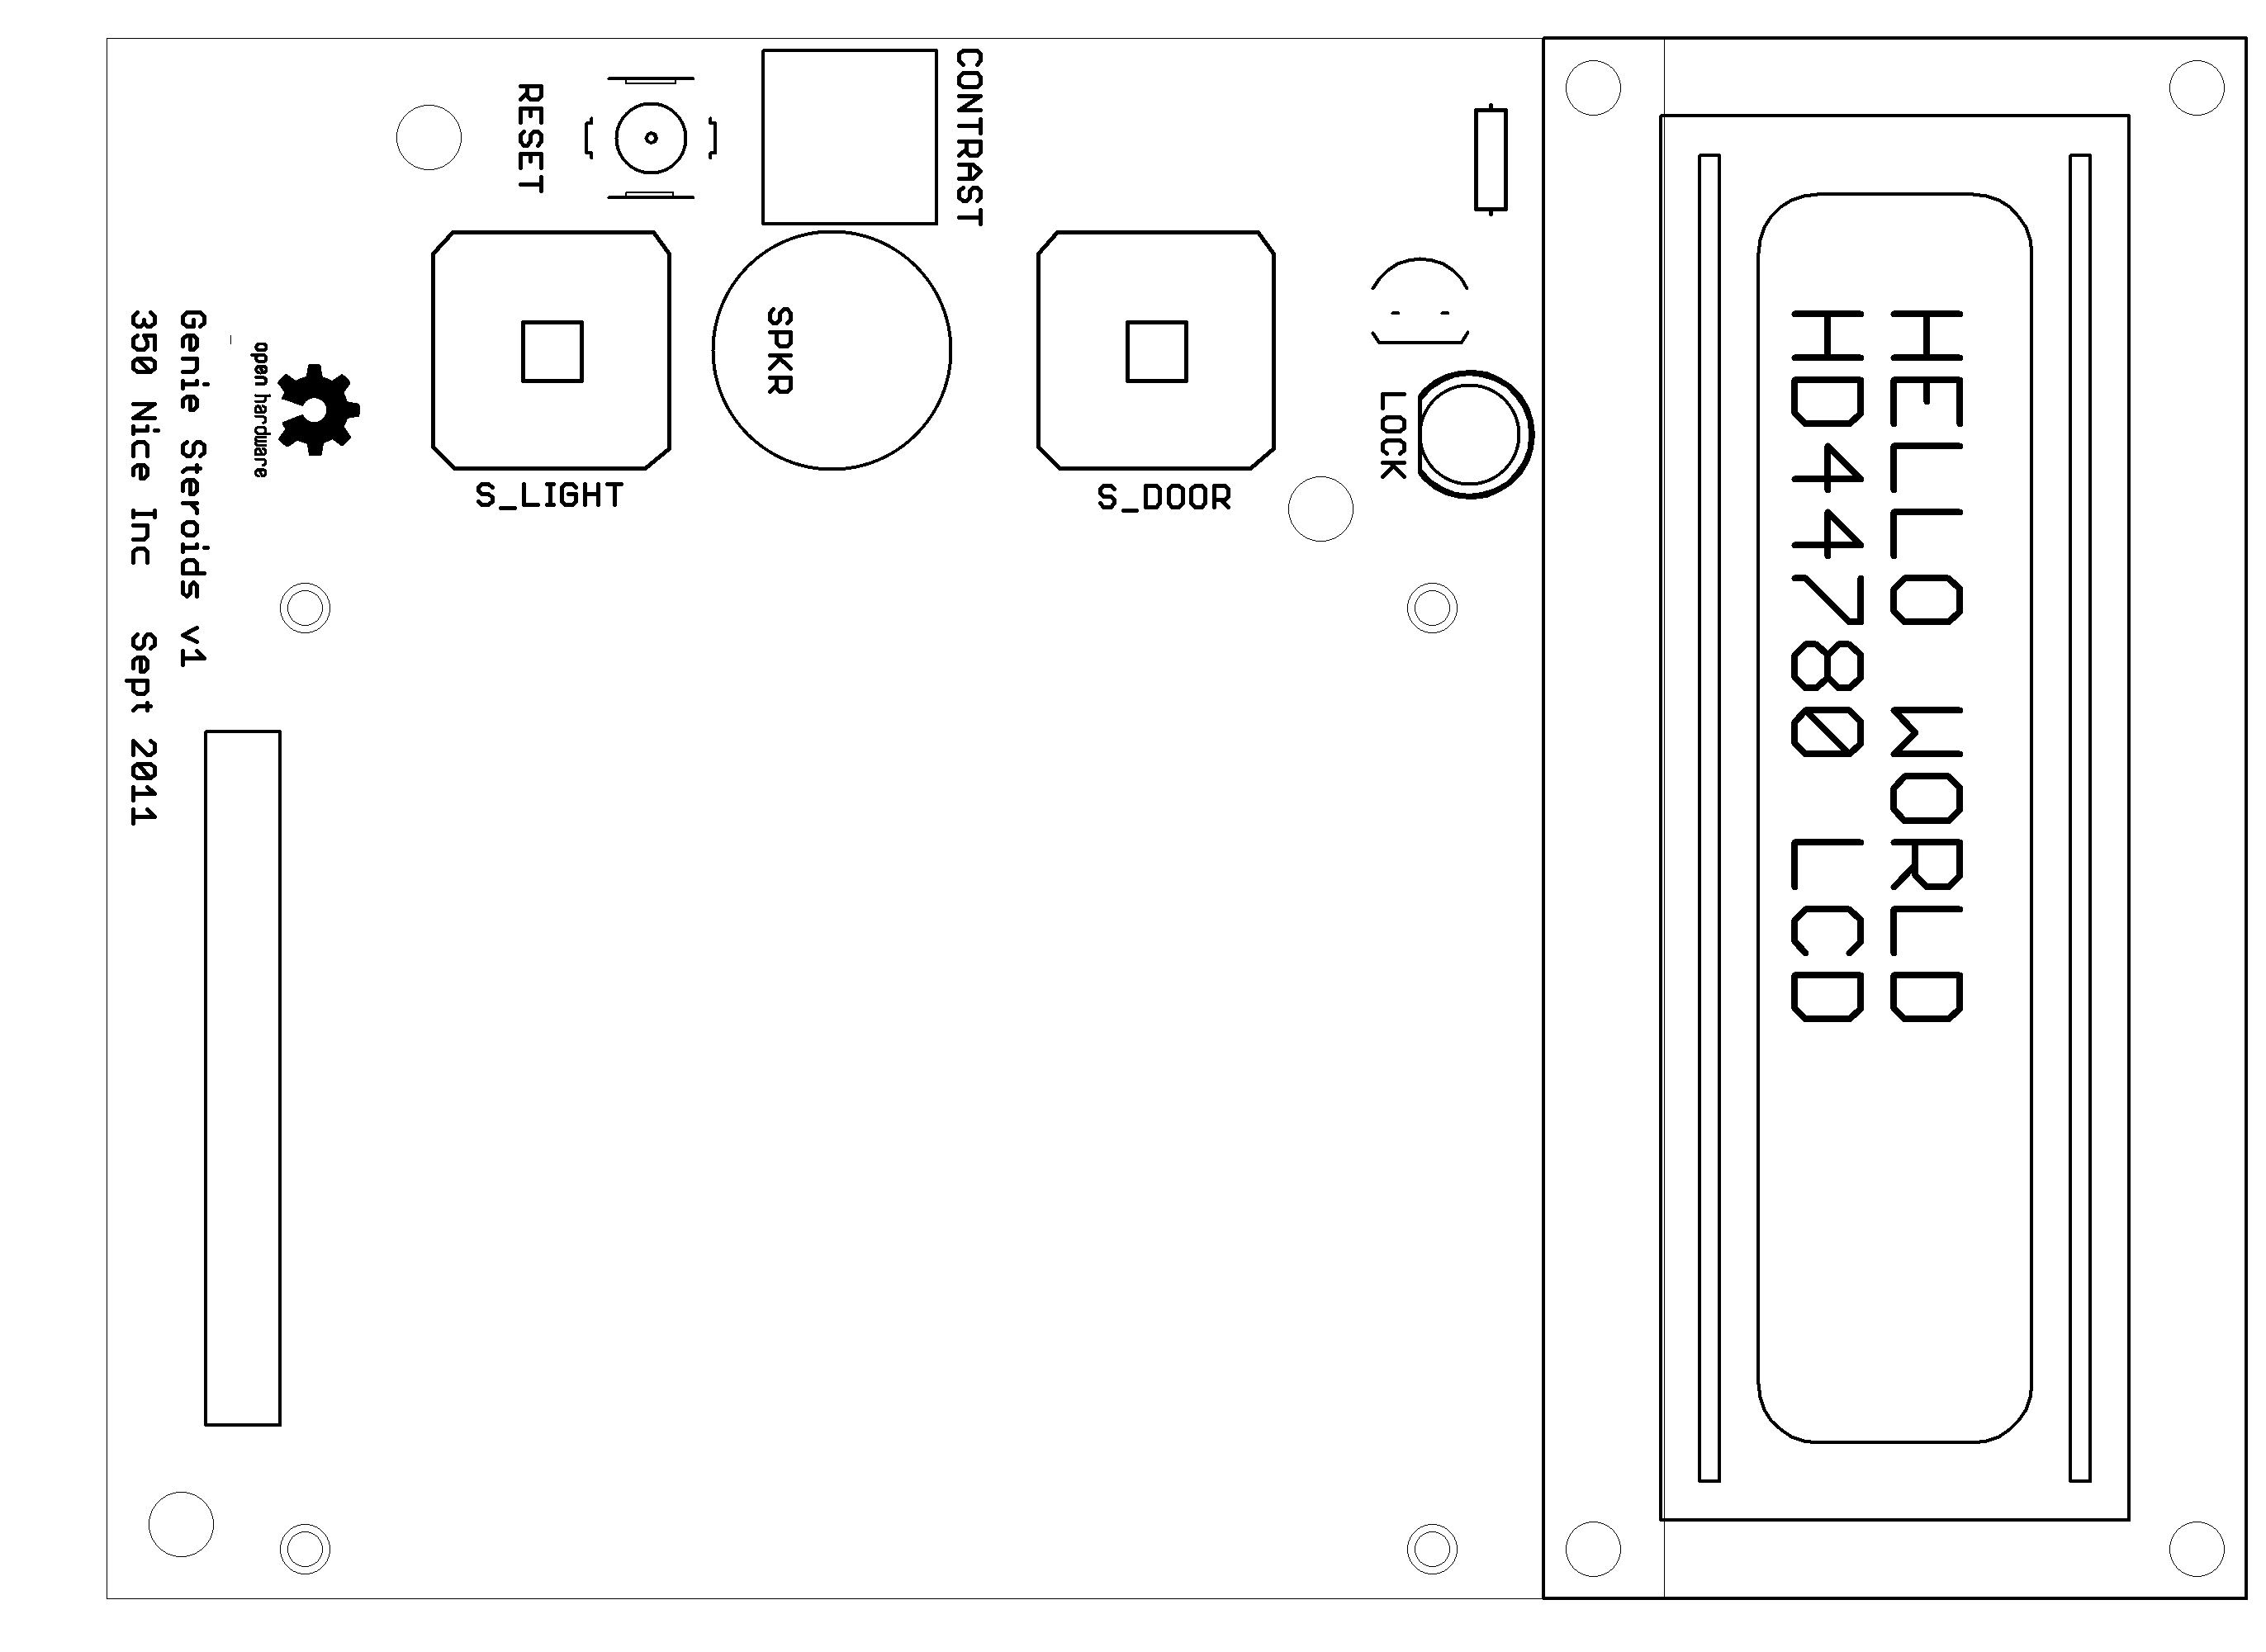 CONTRAST
RESET
SPKR
LOCK
S_LIGHT
S_DOOR
HELLO WORLD
HD44780 LCD
open hardware
Genie Steroids v1
350 Nice Inc   Sept 2011